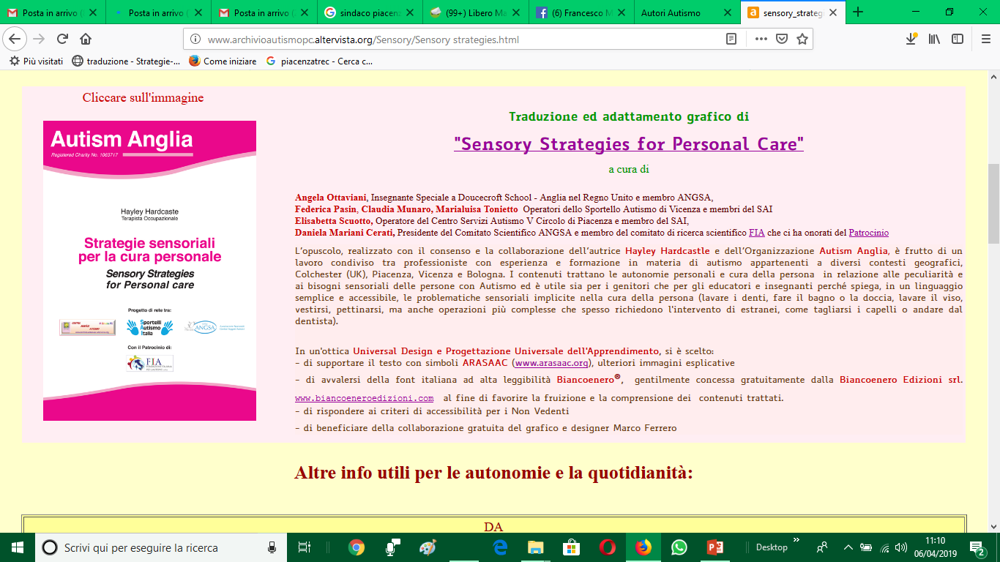 Posta in arrivo (
Posta in arrivo (
Posta in arrivo (
sindaco piacenz
(99+) Libero Ma
(6) Francesco M
Autori Autismo
sensory_strateg
www.archivioautismopc.altervista.org/Sensory/Sensory strategies.html
Più visitati
traduzione - Strategie-...
Come iniziare
piacenzatrec - Cerca c...
Cliccare sull'immagine
Autism Anglia
Registered Charity No. 1063717
Hayley Hardcaste
Terapista Occupazionale
Strategie sensoriali
per la cura personale
Sensory Strategies
for Personal care
Progetto di rete tra:
Sportelli
Autismo
Italia
ANGSA
Con il Patrocinio di:
FIA
Traduzione ed adattamento grafico di
"Sensory Strategies for Personal Care"
a cura di
Angela Ottaviani, Insegnante Speciale a Doucecroft School - Anglia nel Regno Unito e membro ANGSA,
Federica Pasin, Claudia Munaro, Marialuisa Tonietto Operatori dello Sportello Autismo di Vicenza e membri del SAI
Elisabetta Scuotto, Operatore del Centro Servizi Autismo V Circolo di Piacenza e membro del SAI,
Daniela Mariani Cerati, Presidente del Comitato Scientifico ANGSA e membro del comitato di ricerca scientifico FIA che ci ha onorati del Patrocinio
L'opuscolo, realizzato con il consenso e la collaborazione dell'autrice Hayley Hardcastle e dell'Organizzazione Autism Anglia, è frutto di un
lavoro condiviso tra professioniste con esperienza e formazione in materia di autismo appartenenti a diversi contesti geografici,
Colchester (UK), Piacenza, Vicenza e Bologna. I contenuti trattano le autonomie personali e cura della persona in relazione alle peculiarità e
ai bisogni sensoriali delle persone con Autismo ed è utile sia per i genitori che per gli educatori e insegnanti perché spiega, in un linguaggio
semplice e accessibile, le problematiche sensoriali implicite nella cura della persona (lavare i denti, fare il bagno o la doccia, lavare il viso,
vestirsi, pettinarsi, ma anche operazioni più complesse che spesso richiedono l'intervento di estranei, come tagliarsi i capelli o andare dal
dentista).
In un'ottica Universal Design e Progettazione Universale dell'Apprendimento, si è scelto:
- di supportare il testo con simboli ARASAAC (www.arasaac.org), ulteriori immagini esplicative
- di avvalersi della font italiana ad alta leggibilità Biancoenero®, gentilmente concessa gratuitamente dalla Biancoenero Edizioni srl.
www.biancoeneroedizioni.com al fine di favorire la fruizione e la comprensione dei contenuti trattati.
- di rispondere ai criteri di accessibilità per i Non Vedenti
- di beneficiare della collaborazione gratuita del grafico e designer Marco Ferrero
Altre info utili per le autonomie e la quotidianità:
DA
Scrivi qui per eseguire la ricerca
Desktop
11:10
06/04/2019
2